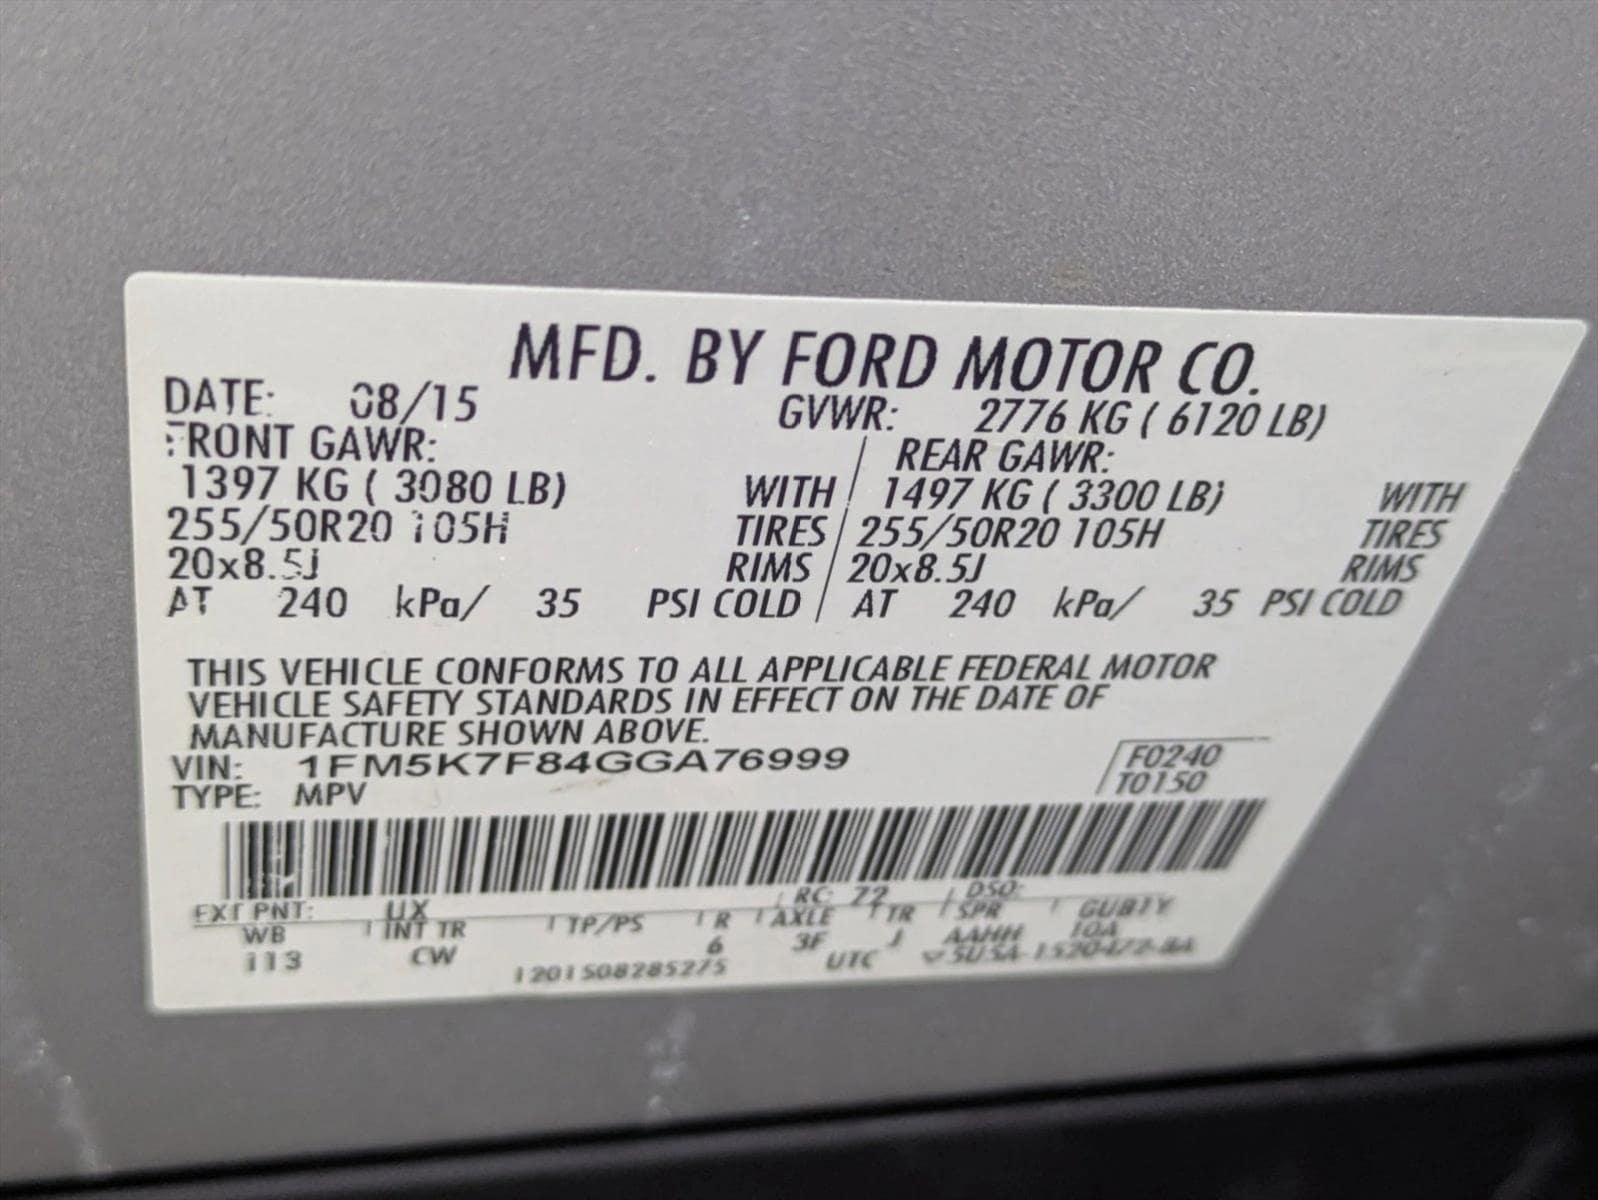 MFD. BY FORD MOTOR CO.
DATE: 08/15 GVWR: 2776 KG ( 6120 LB)
FRONT GAWR: / REAR GAWR:
1397 KG ( 3080 LB) WITH / 1497 KG ( 3300 LB) WITH
255/50R20 105H TIRES / 255/50R20 105H TIRES
20x8.5J RIMS / 20x8.5J RIMS
AT 240 kPa/ 35 PSI COLD / AT 240 kPa/ 35 PSI COLD
THIS VEHICLE CONFORMS TO ALL APPLICABLE FEDERAL MOTOR
VEHICLE SAFETY STANDARDS IN EFFECT ON THE DATE OF
MANUFACTURE SHOWN ABOVE.
VIN: 1FM5K7F84GGA76999 F0240
TYPE: MPV T0150
EXT PNT: UX RC: 72 DSO:
WB INT TR TP/PS R AXLE TR SPR
113 CW 6 3F J AAHH
1201508285275 UTC